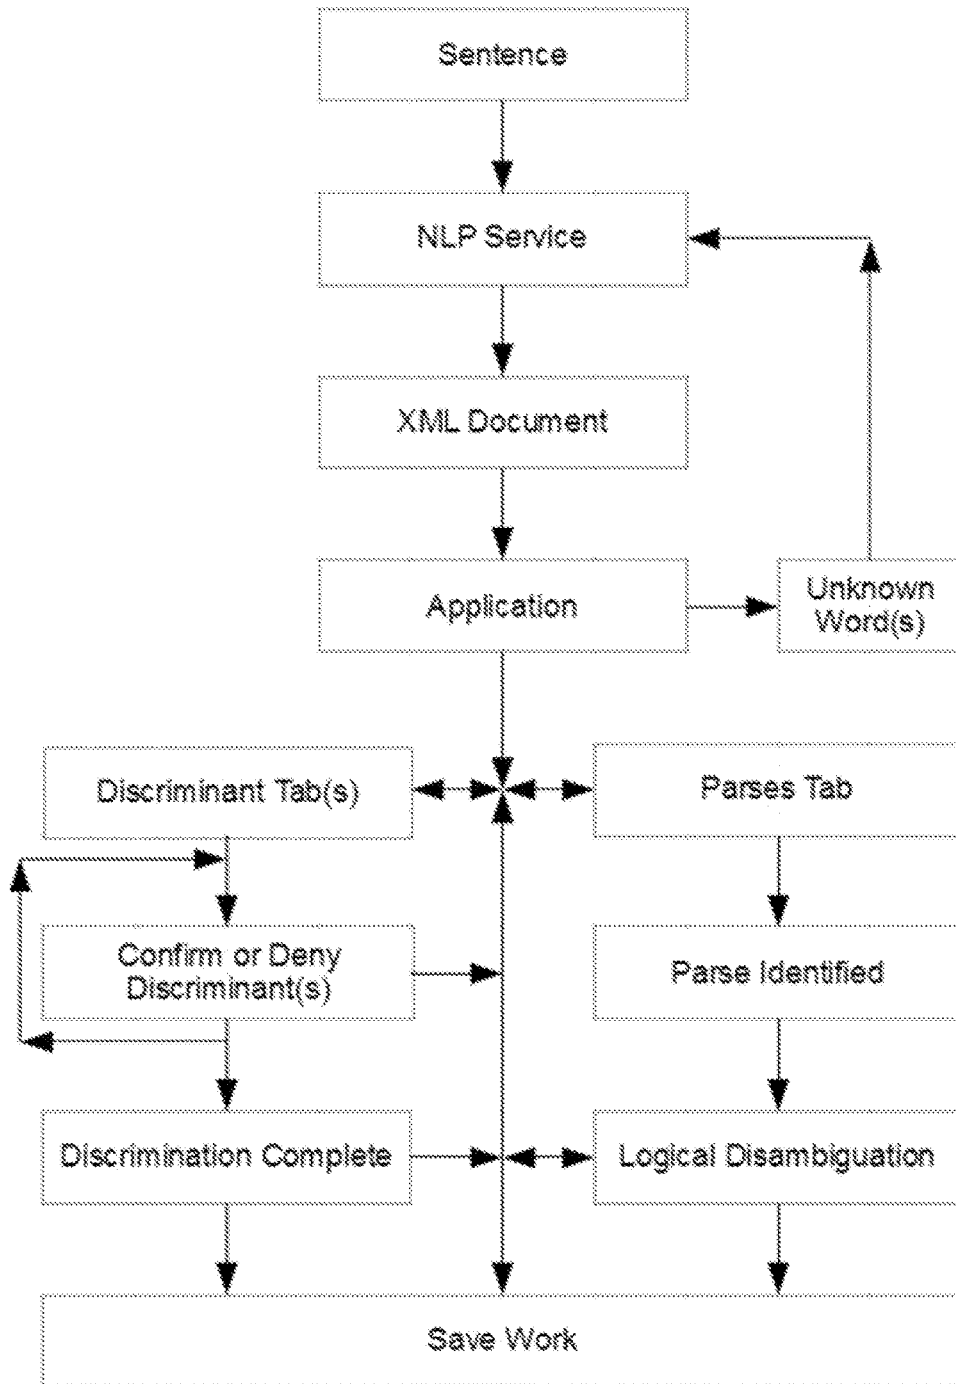 Sentence
NLP Service
XML Document
Application
Unknown
Word(s)
Discriminant Tab(s)
Parses Tab
Confirm or Deny
Discriminant(s)
Parse Identified
Discrimination Complete
Logical Disambiguation
Save Work